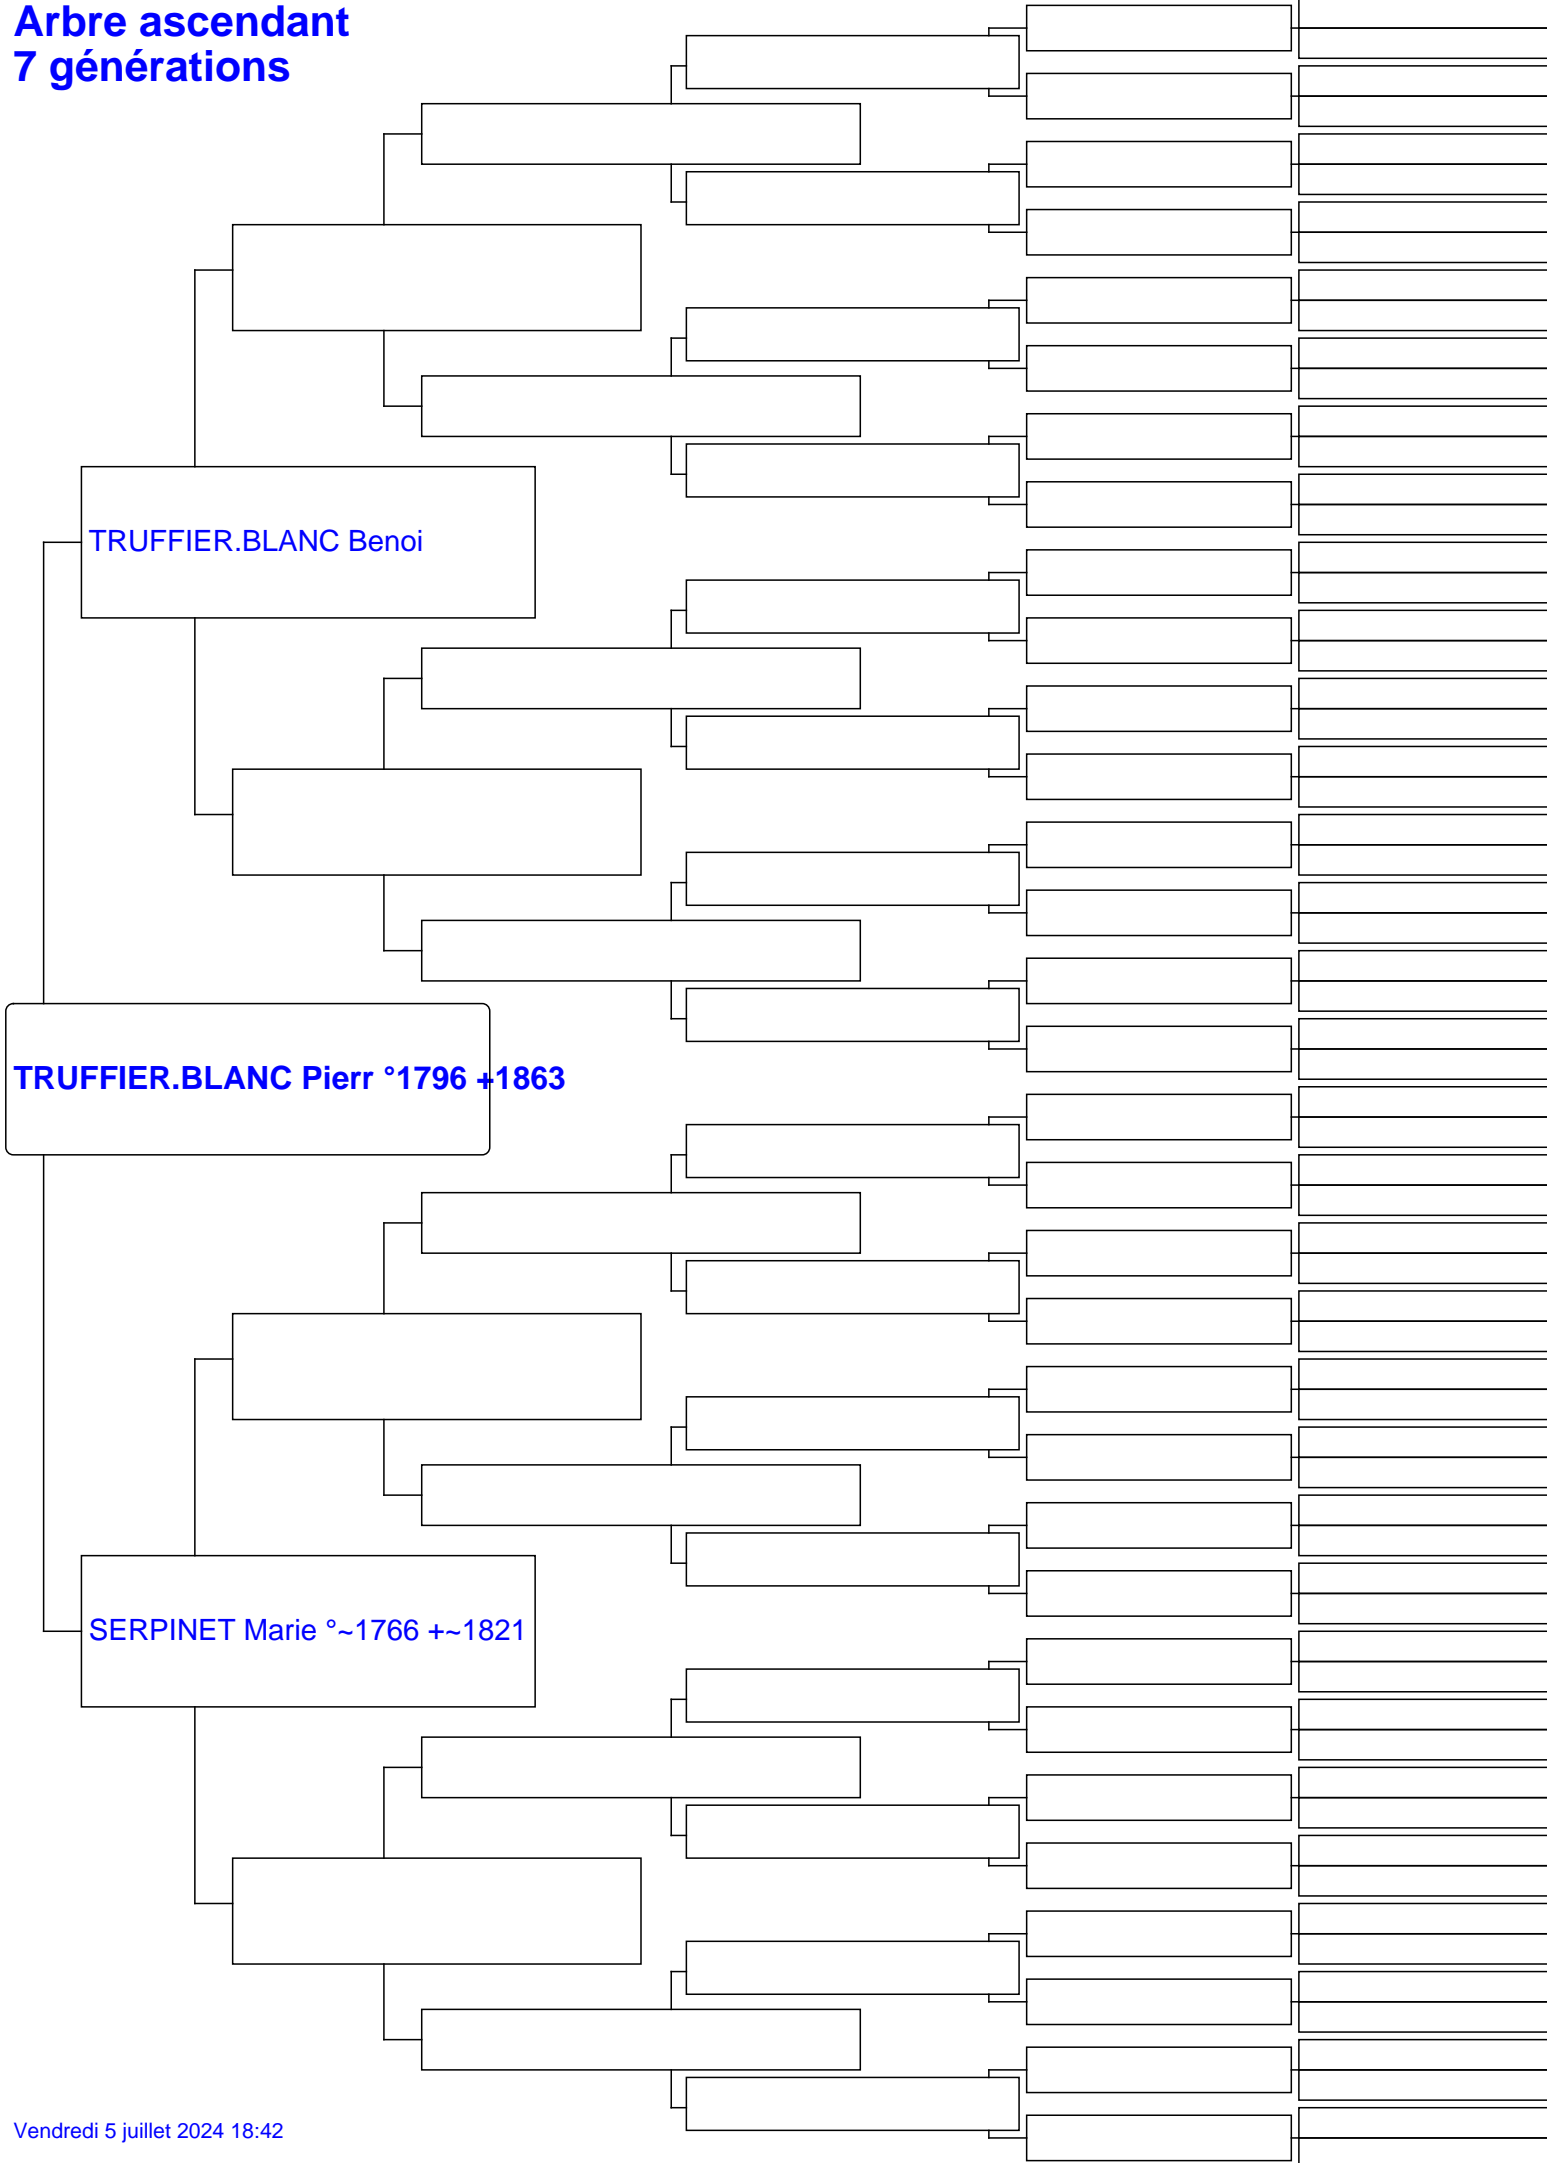 Arbre ascendant
7 générations
TRUFFIER.BLANC Benoi
TRUFFIER.BLANC Pierr °1796 +1863
SERPINET Marie °~1766 +~1821
Vendredi 5 juillet 2024 18:42